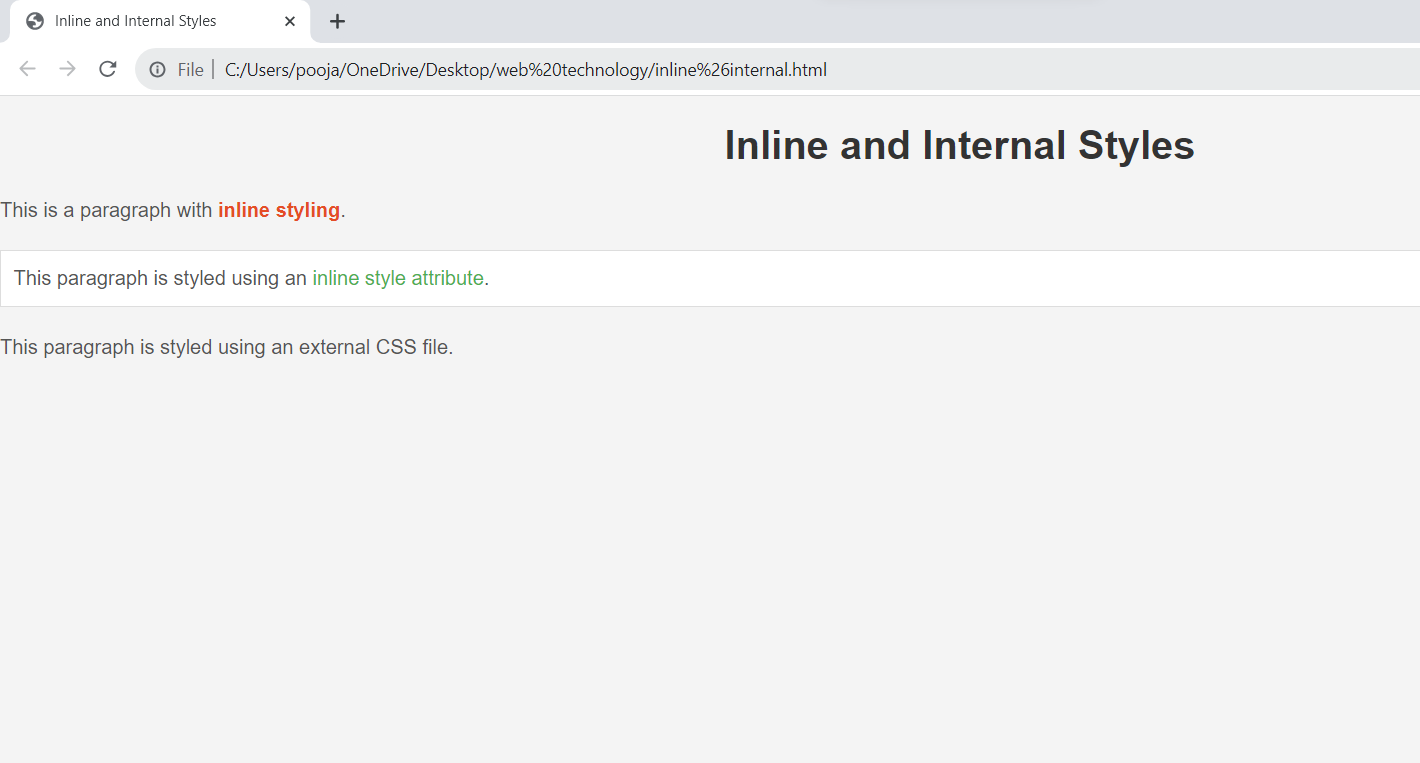 Inline and Internal Styles
File | C:/Users/pooja/OneDrive/Desktop/web%20technology/inline%26internal.html
Inline and Internal Styles
This is a paragraph with inline styling.
This paragraph is styled using an inline style attribute.
This paragraph is styled using an external CSS file.